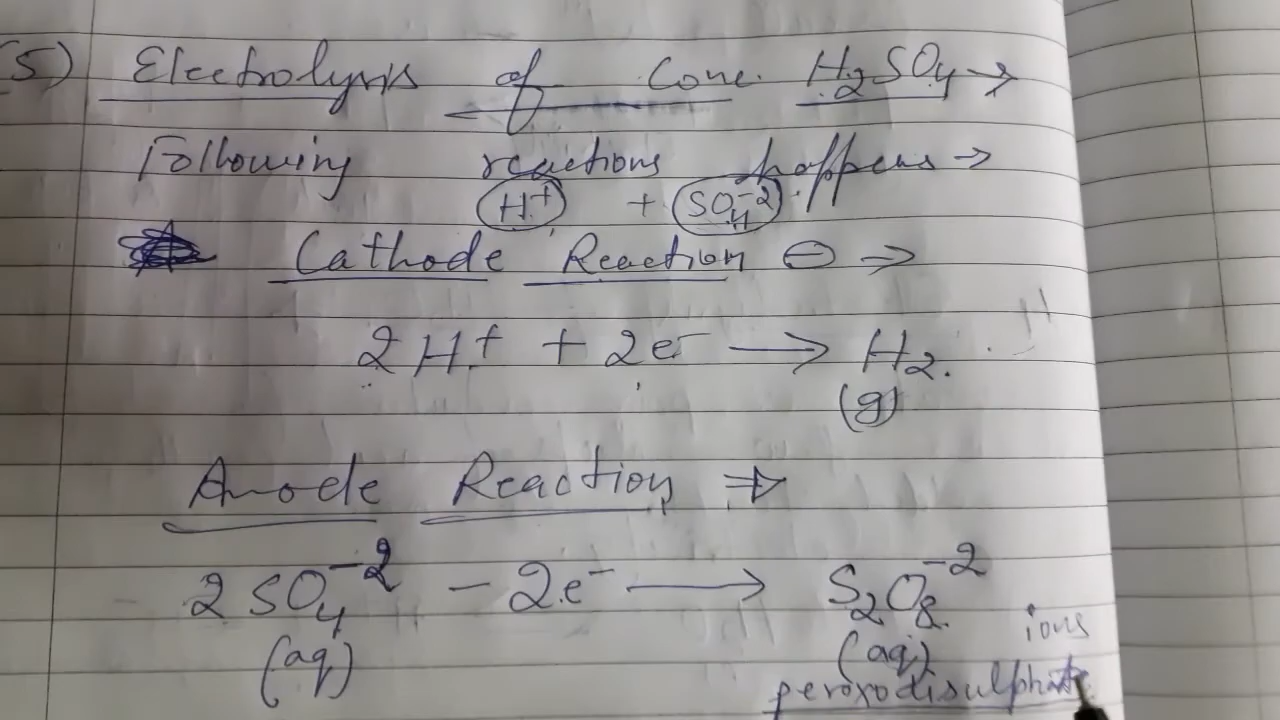 (5) Electrolysis of Conc. H2SO4 →
Following reactions happens →
H+ + SO4-2
Cathode Reaction ⊖ ⇒
2H+ + 2e- → H2.
(g)
Anode Reaction ⇒
2SO4-2 - 2e- → S2O8-2
ions
(aq) (aq)
peroxodisulphate